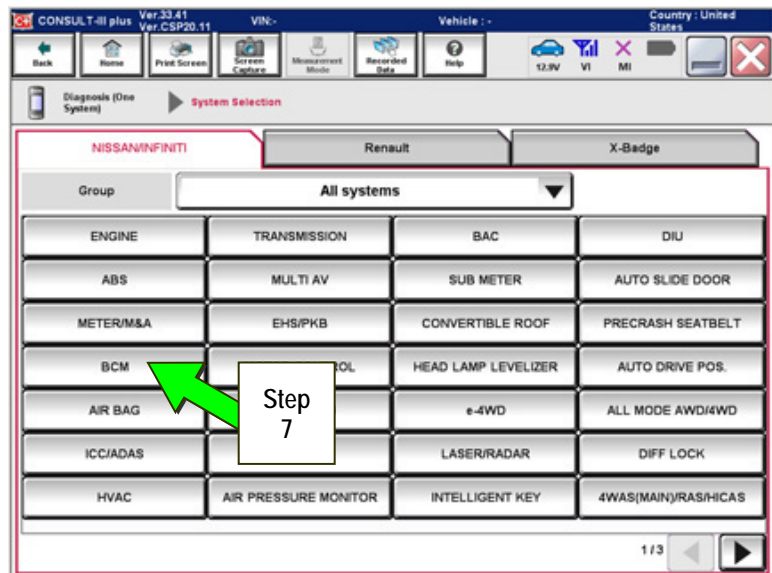 CONSULT-III plus Ver.33.41 VIN:- Vehicle : - Country : United
Ver.CSP20.11 States
Back Home Print Screen Screen Capture Measurement Mode Recorded Data Help 12.9V VI MI
Diagnosis (One System) System Selection
NISSAN/INFINITI Renault X-Badge
Group All systems
ENGINE TRANSMISSION BAC DIU
ABS MULTI AV SUB METER AUTO SLIDE DOOR
METER/M&A EHS/PKB CONVERTIBLE ROOF PRECRASH SEATBELT
BCM ROL HEAD LAMP LEVELIZER AUTO DRIVE POS.
AIR BAG e-4WD ALL MODE AWD/4WD
Step
7
ICC/ADAS LASER/RADAR DIFF LOCK
HVAC AIR PRESSURE MONITOR INTELLIGENT KEY 4WAS(MAIN)/RAS/HICAS
1/3